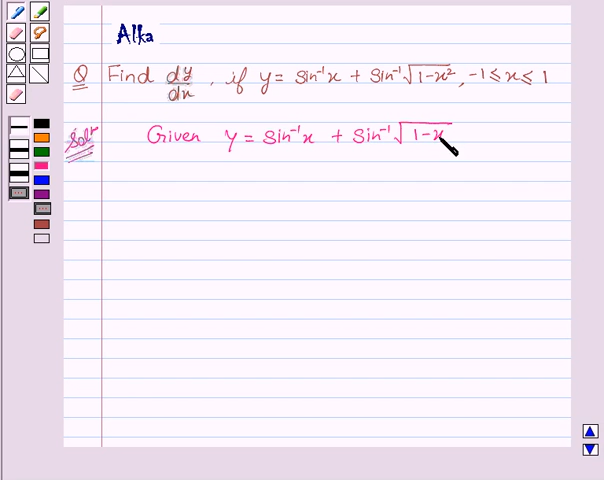 Alka
Q Find dy/dx, if y = Sin⁻¹x + Sin⁻¹√(1-x²), -1 ≤ x ≤ 1
Solⁿ Given y = Sin⁻¹x + Sin⁻¹√(1-x